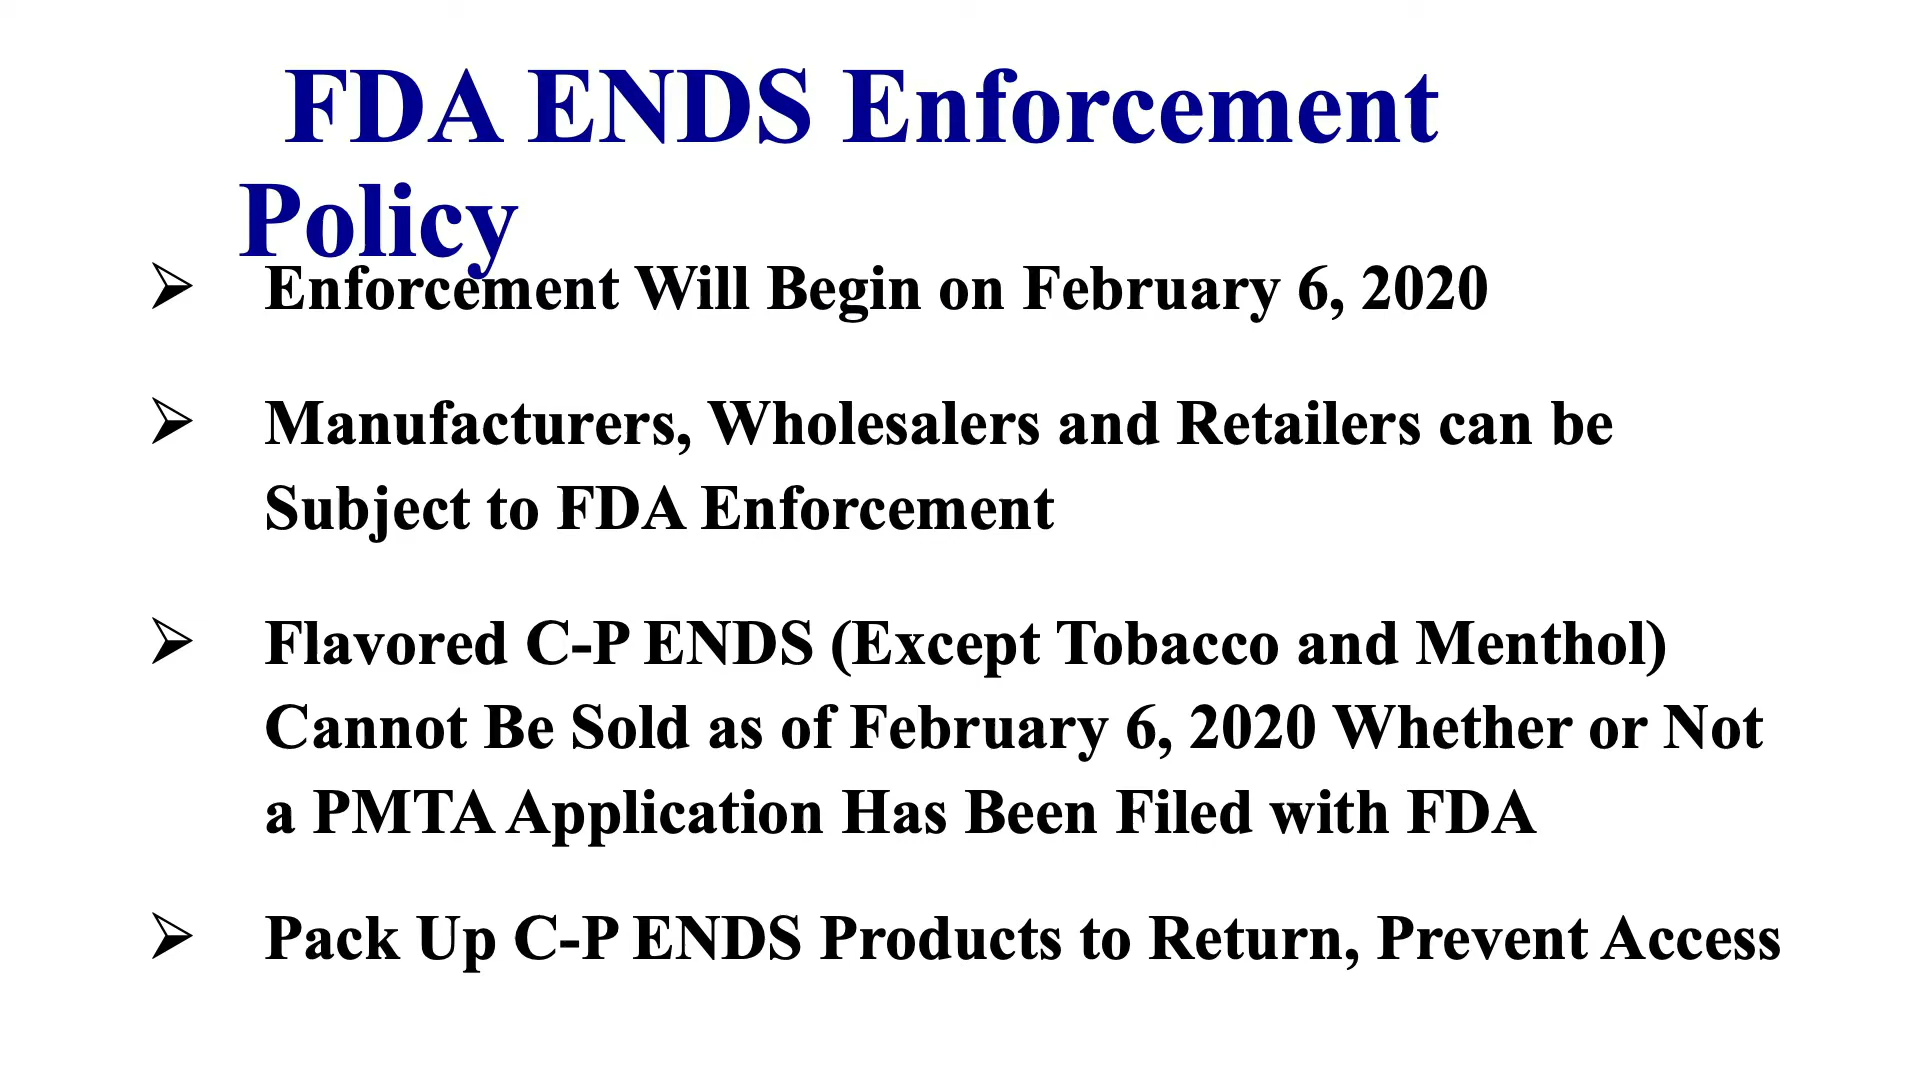 FDA ENDS Enforcement
Policy
➢ Enforcement Will Begin on February 6, 2020
➢ Manufacturers, Wholesalers and Retailers can be
Subject to FDA Enforcement
➢ Flavored C-P ENDS (Except Tobacco and Menthol)
Cannot Be Sold as of February 6, 2020 Whether or Not
a PMTA Application Has Been Filed with FDA
➢ Pack Up C-P ENDS Products to Return, Prevent Access